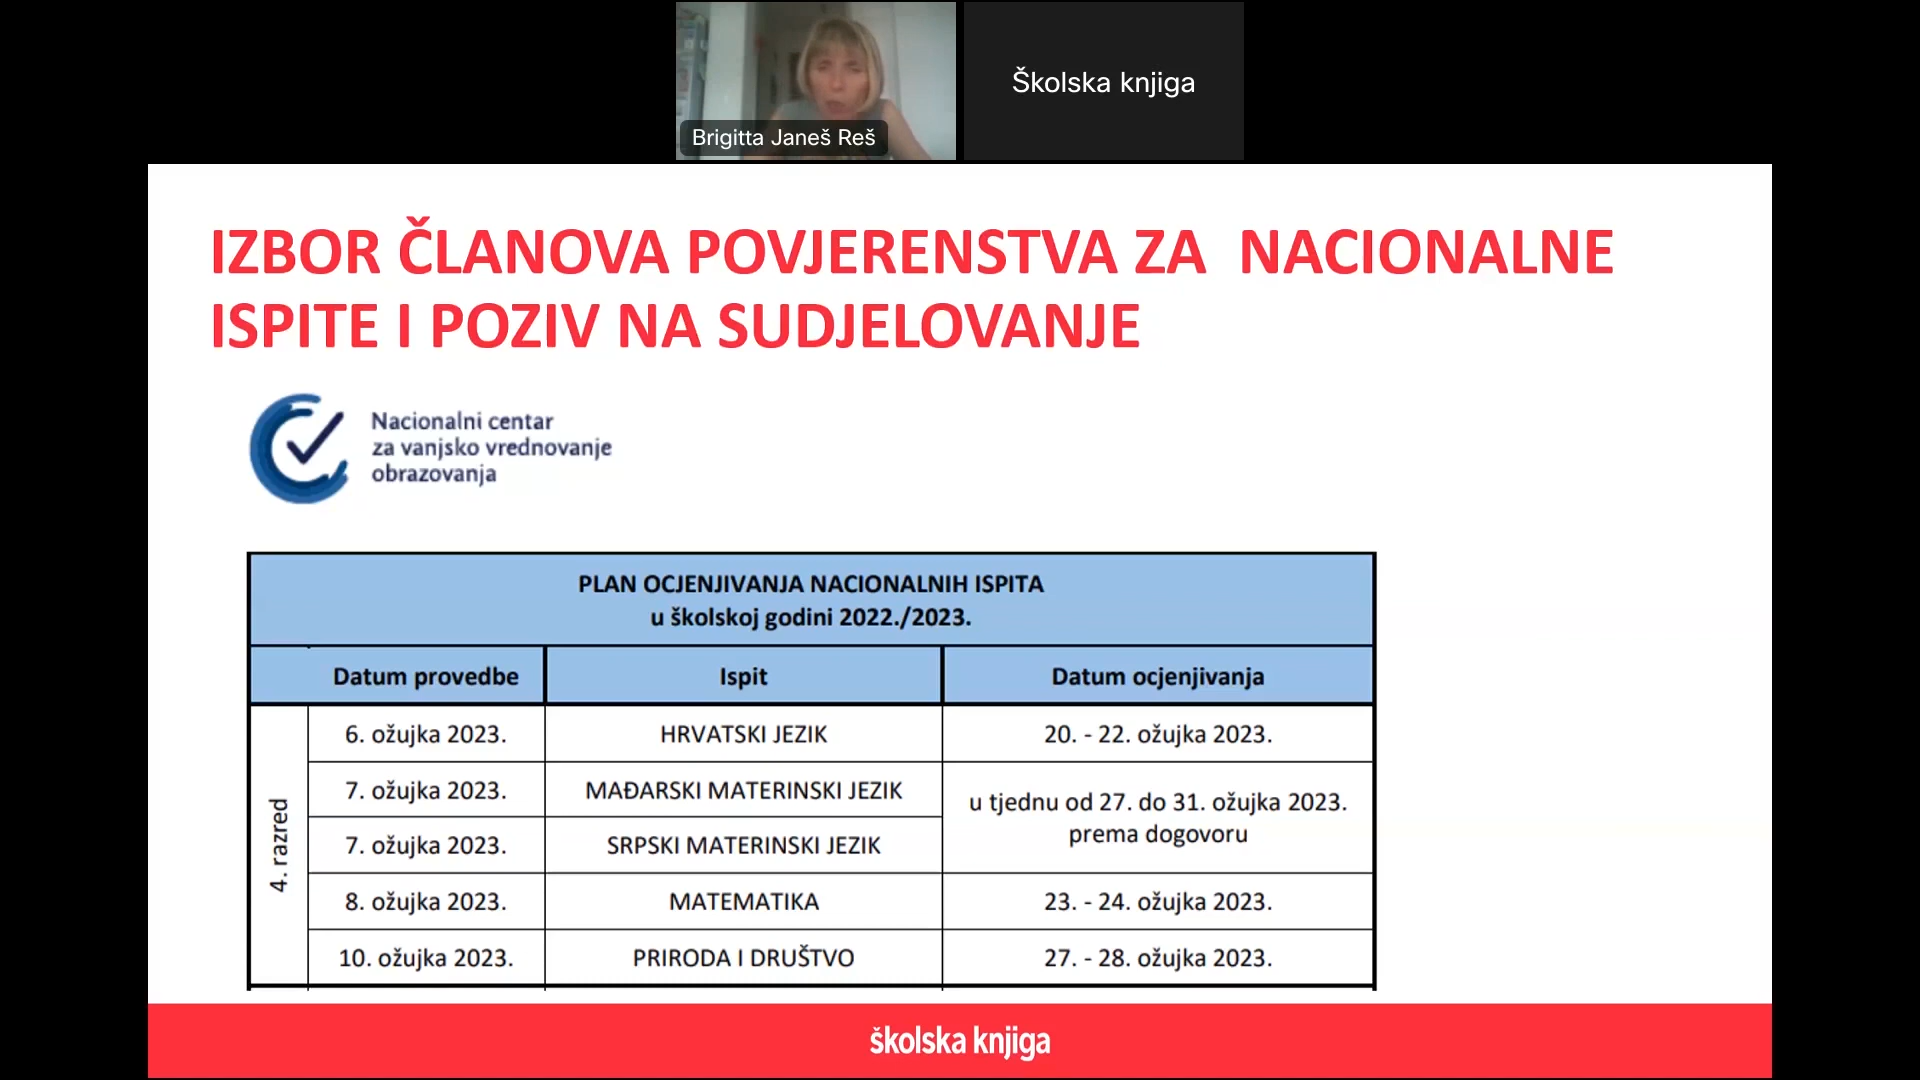 Brigitta Janeš Reš
Školska knjiga
IZBOR ČLANOVA POVJERENSTVA ZA  NACIONALNE
ISPITE I POZIV NA SUDJELOVANJE
Nacionalni centar
za vanjsko vrednovanje
obrazovanja
PLAN OCJENJIVANJA NACIONALNIH ISPITA
u školskoj godini 2022./2023.
Datum provedbe Ispit Datum ocjenjivanja
4. razred
6. ožujka 2023. HRVATSKI JEZIK 20. - 22. ožujka 2023.
7. ožujka 2023. MAĐARSKI MATERINSKI JEZIK
u tjednu od 27. do 31. ožujka 2023.
prema dogovoru
7. ožujka 2023. SRPSKI MATERINSKI JEZIK
8. ožujka 2023. MATEMATIKA 23. - 24. ožujka 2023.
10. ožujka 2023. PRIRODA I DRUŠTVO 27. - 28. ožujka 2023.
školska knjiga